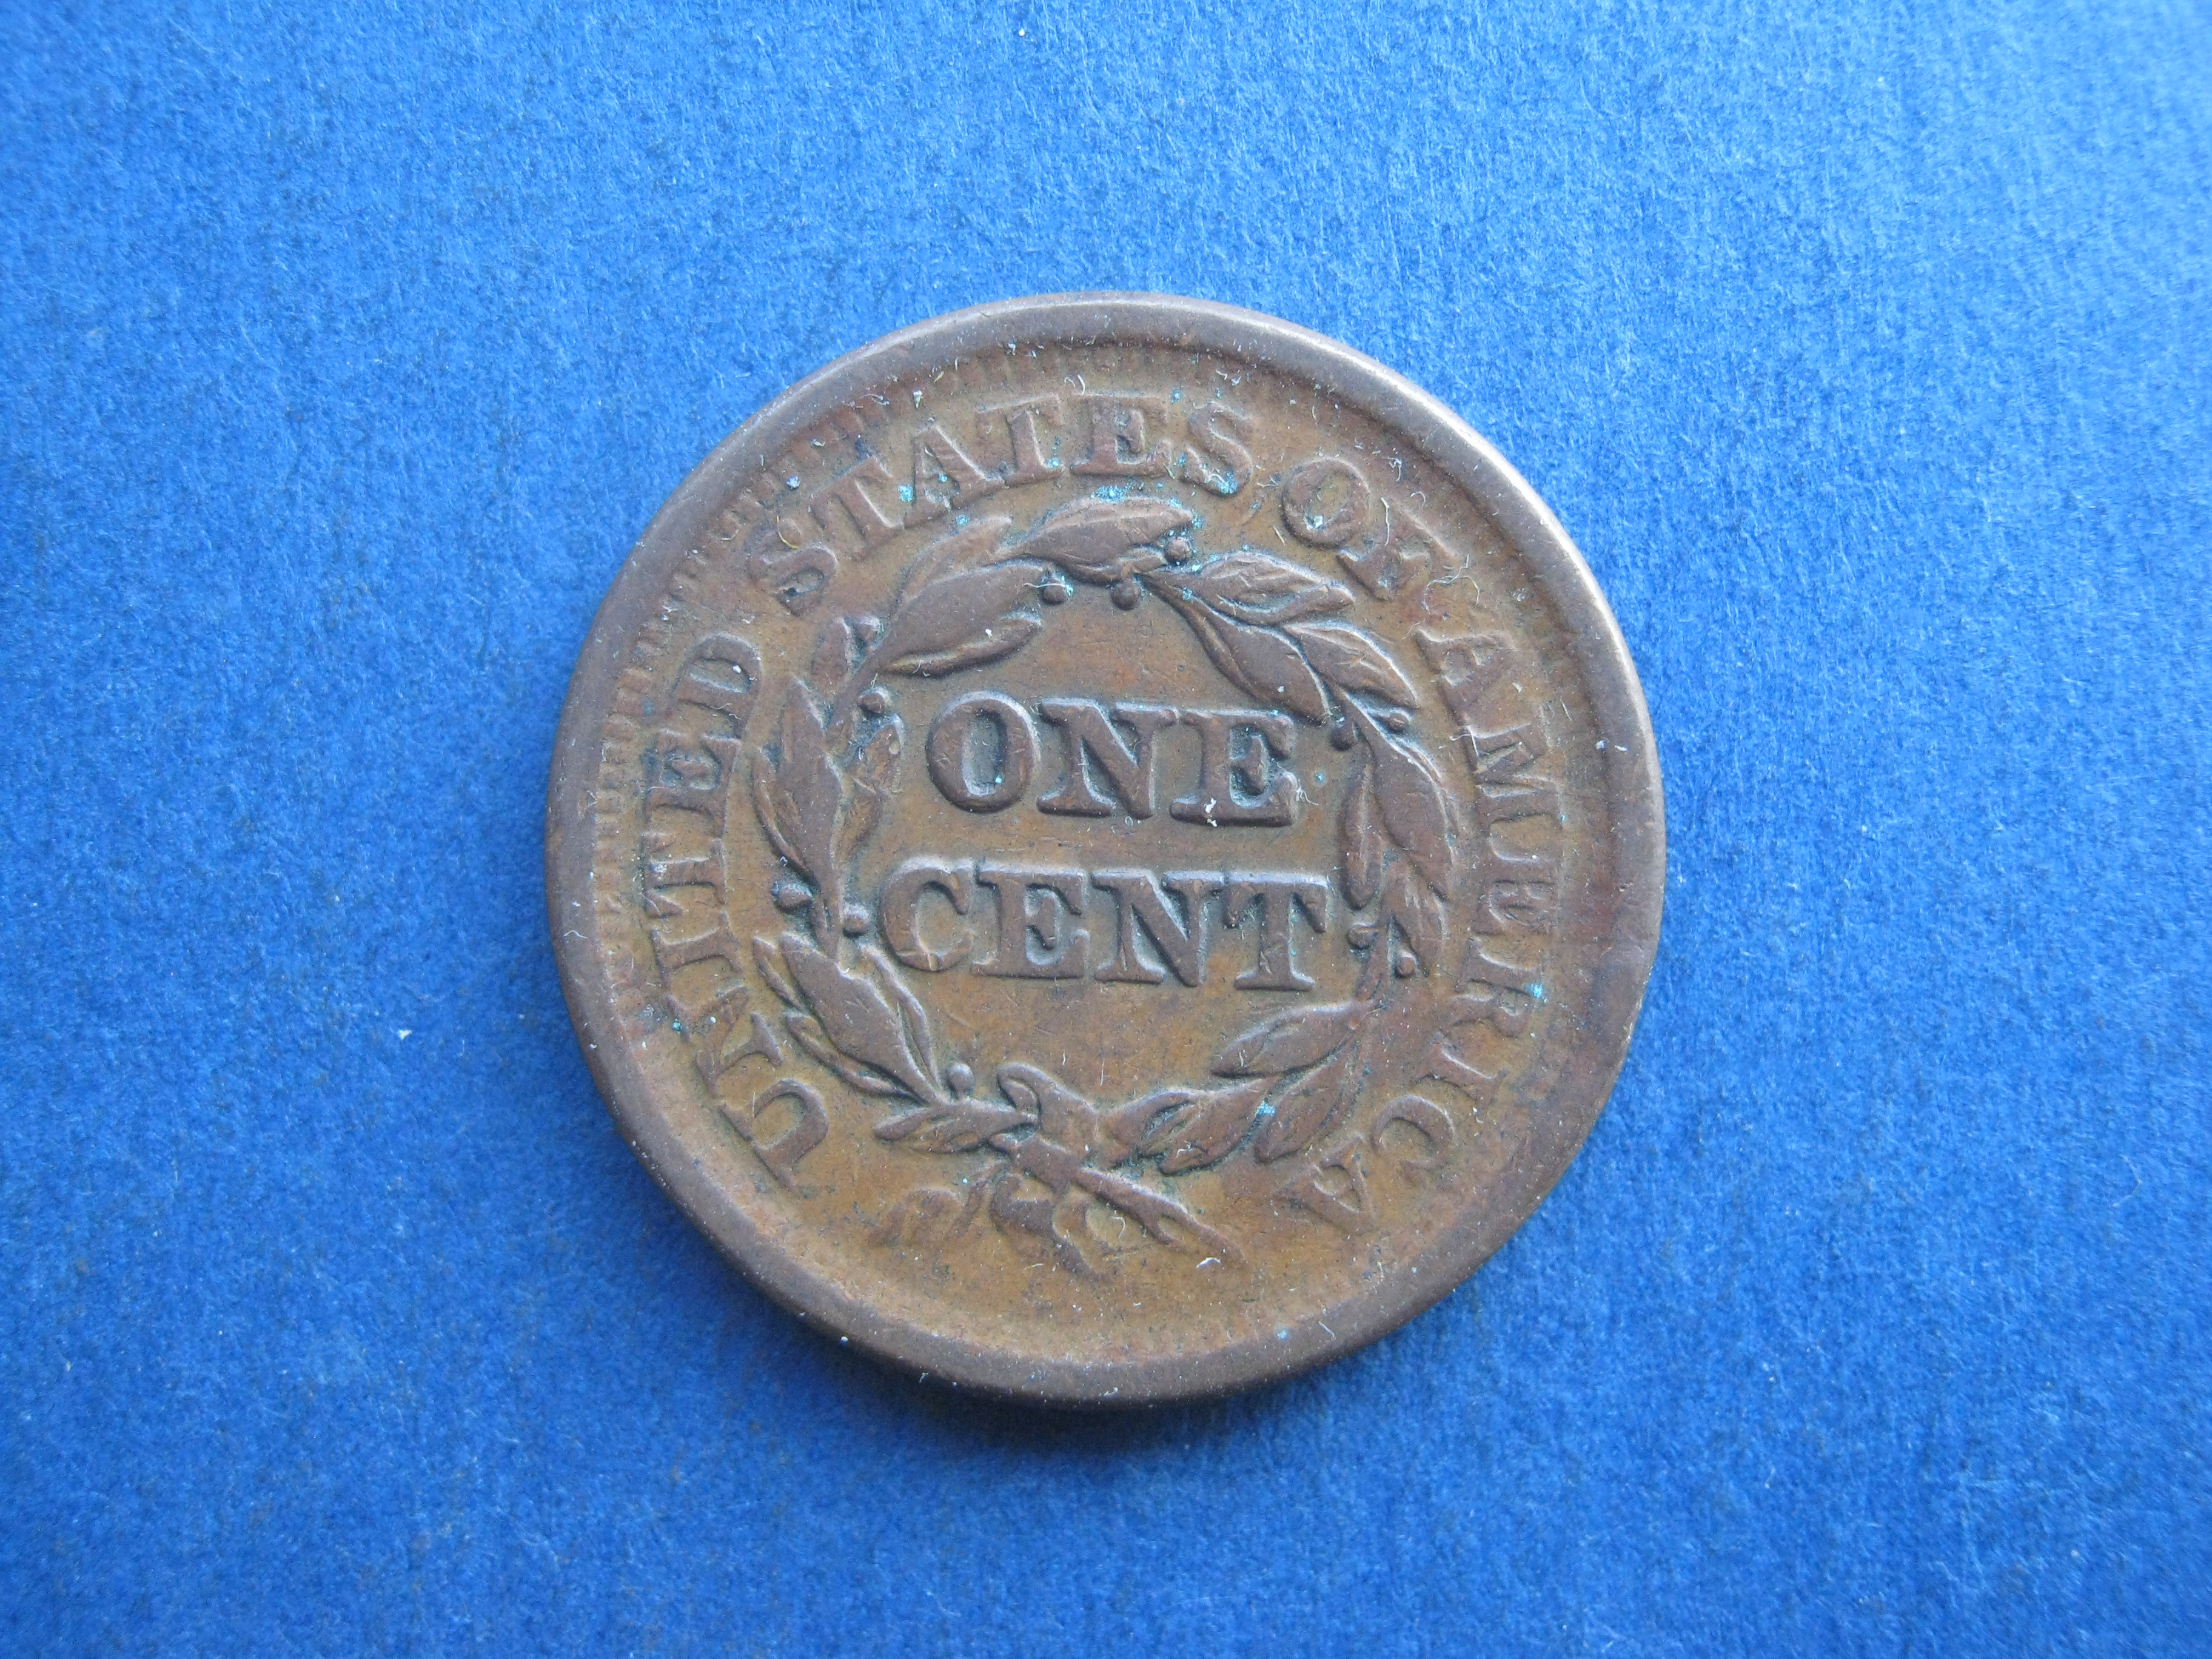 UNITED STATES OF AMERICA
ONE
CENT